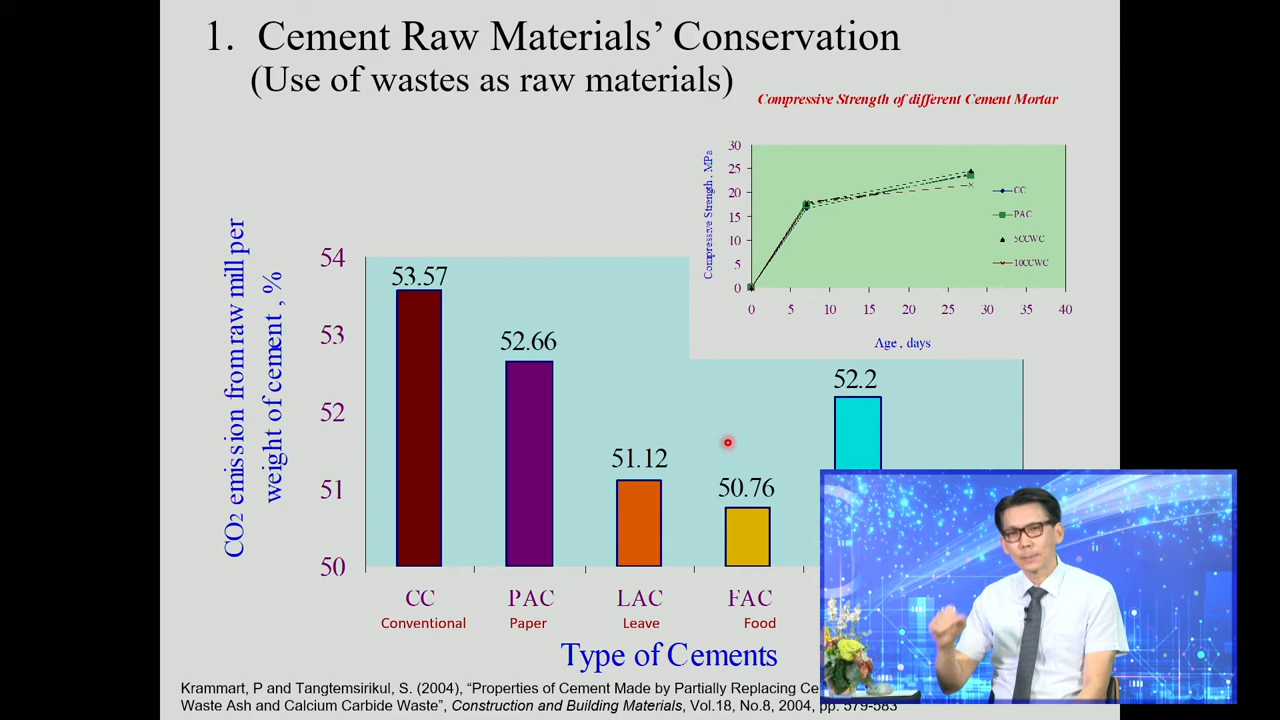 1. Cement Raw Materials’ Conservation
(Use of wastes as raw materials)
Compressive Strength of different Cement Mortar
Compressive Strength , MPa
30
25
20
15
10
5
0
0 5 10 15 20 25 30 35 40
Age , days
CC
PAC
5CCWC
10CCWC
CO2 emission from raw mill per
weight of cement , %
54
53
52
51
50
53.57
52.66
51.12
50.76
52.2
CC PAC LAC FAC
Conventional Paper Leave Food
Type of Cements
Krammart, P and Tangtemsirikul, S. (2004), “Properties of Cement Made by Partially Replacing Ce
Waste Ash and Calcium Carbide Waste”, Construction and Building Materials, Vol.18, No.8, 2004, pp. 579-583